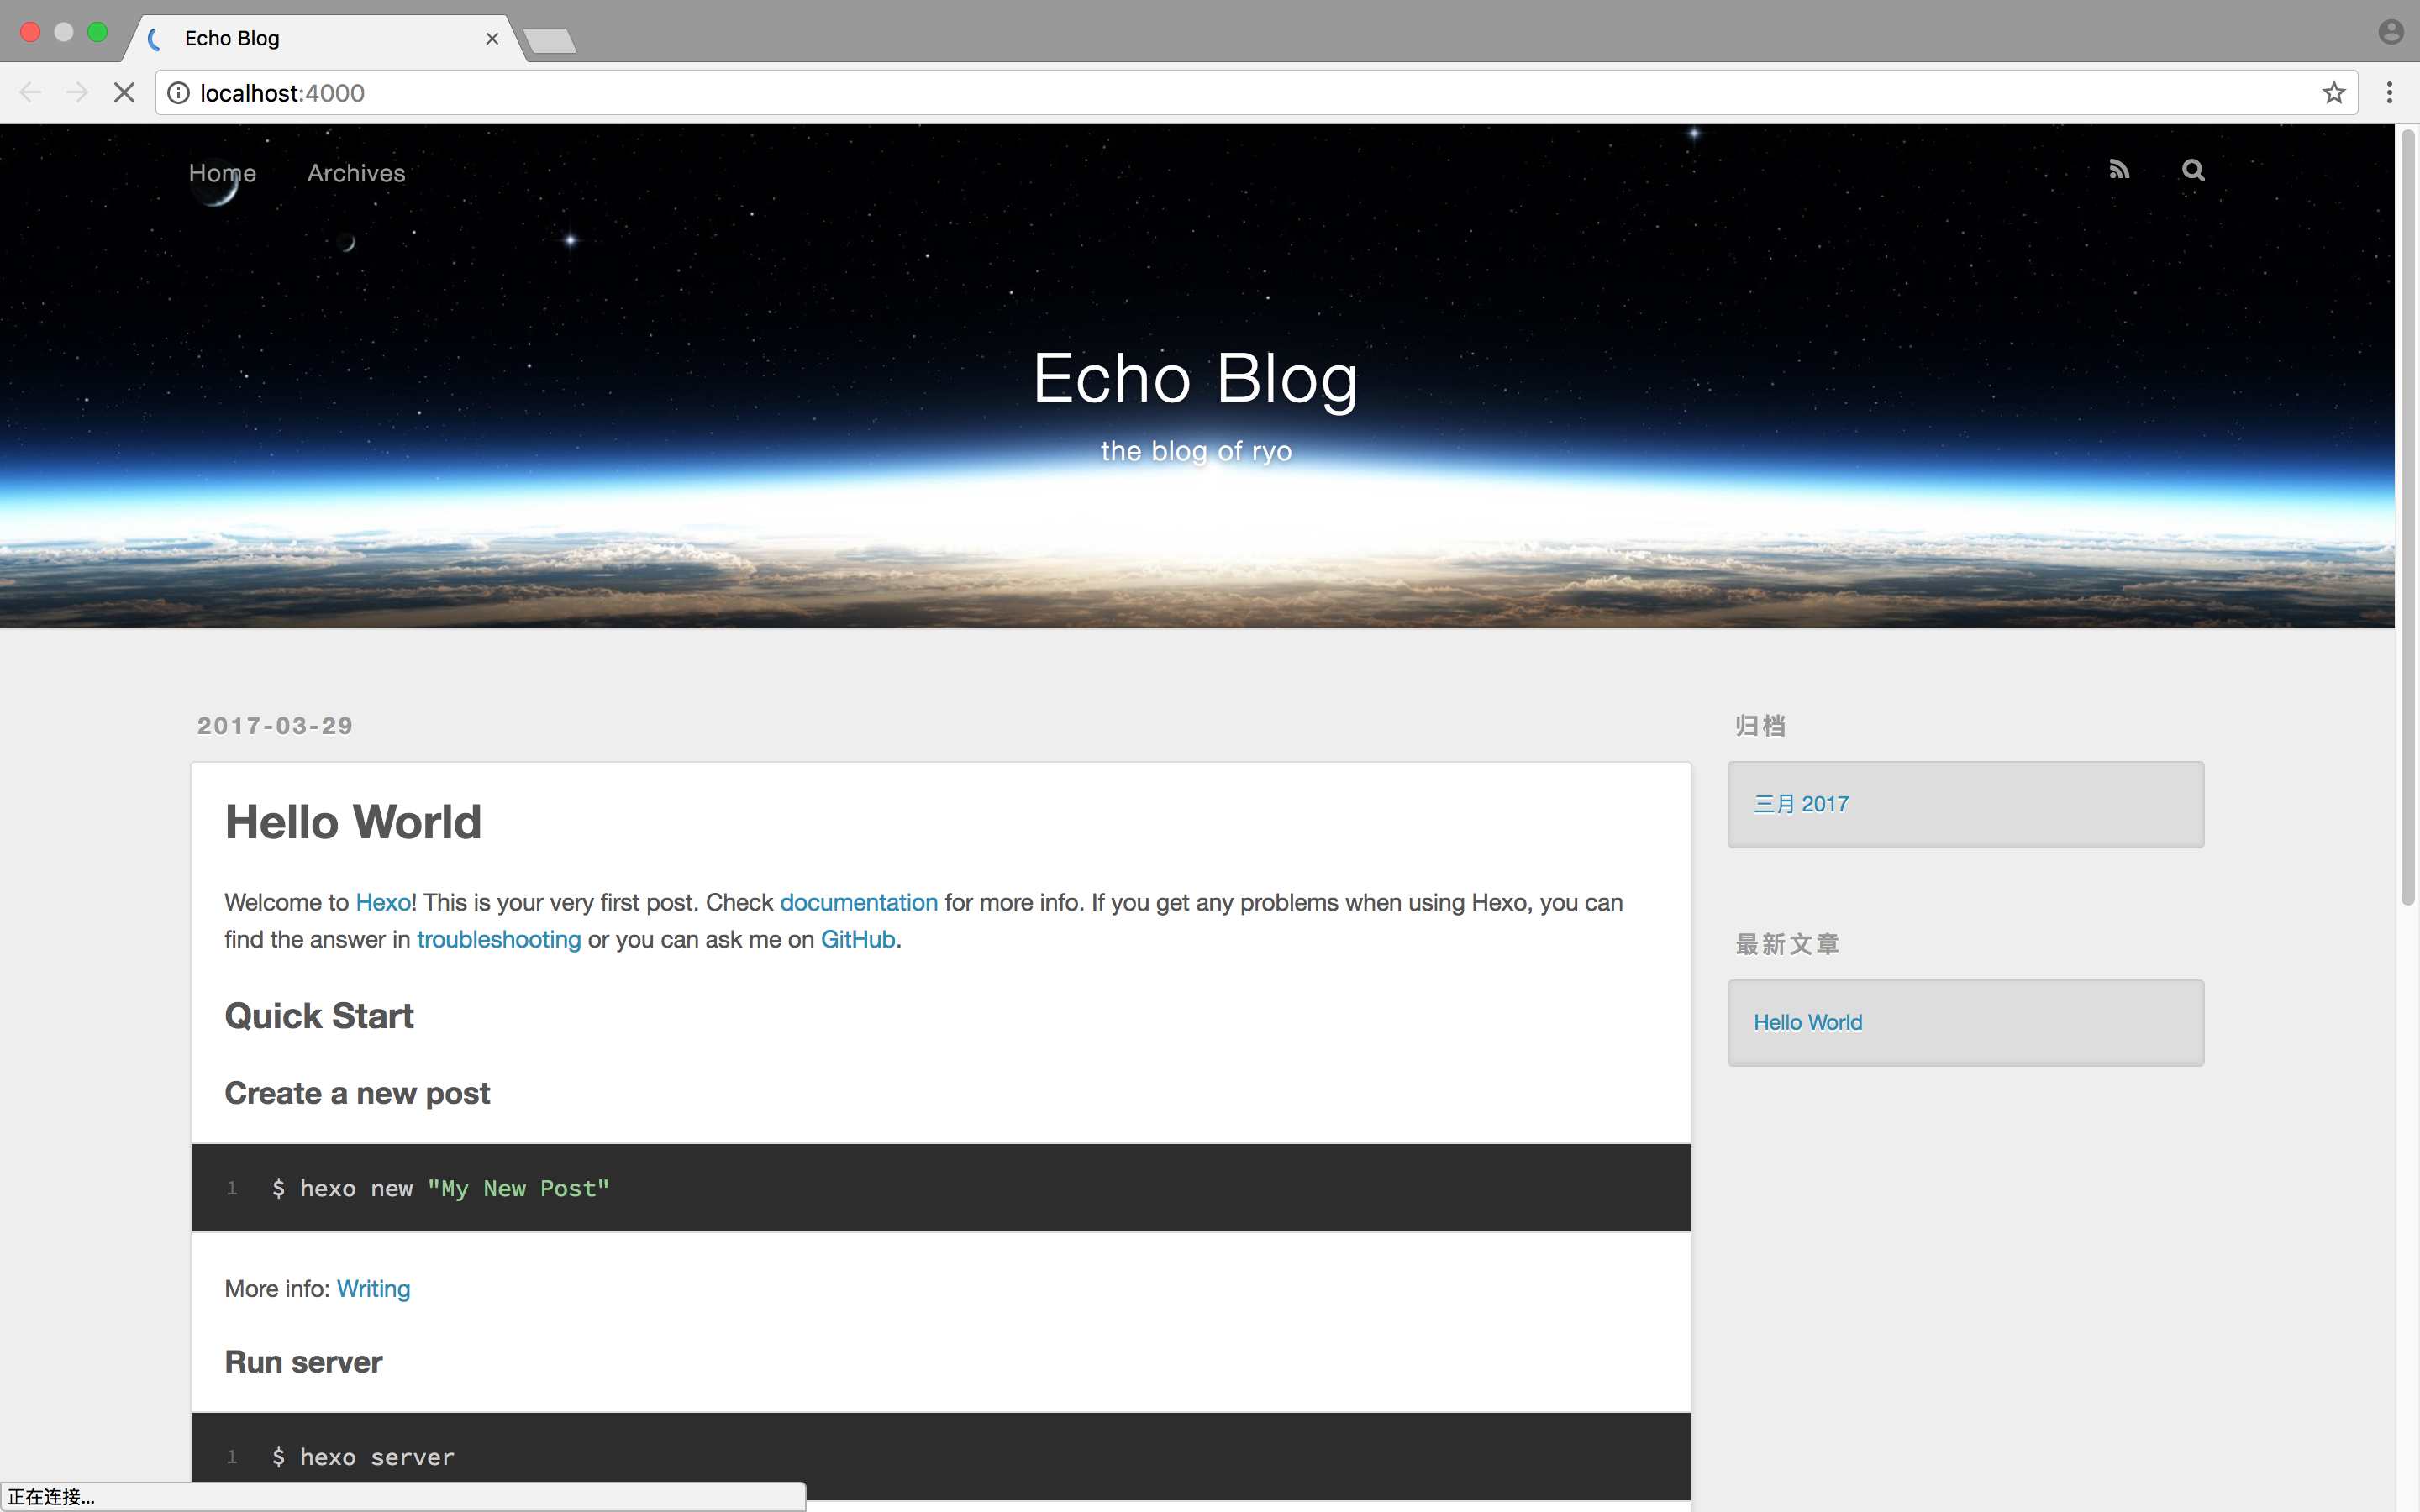 Echo Blog
localhost:4000
Home Archives
Echo Blog
the blog of ryo
2017-03-29
Hello World
Welcome to Hexo! This is your very first post. Check documentation for more info. If you get any problems when using Hexo, you can
find the answer in troubleshooting or you can ask me on GitHub.
Quick Start
Create a new post
1 $ hexo new "My New Post"
More info: Writing
Run server
1 $ hexo server
归档
三月 2017
最新文章
Hello World
正在连接...